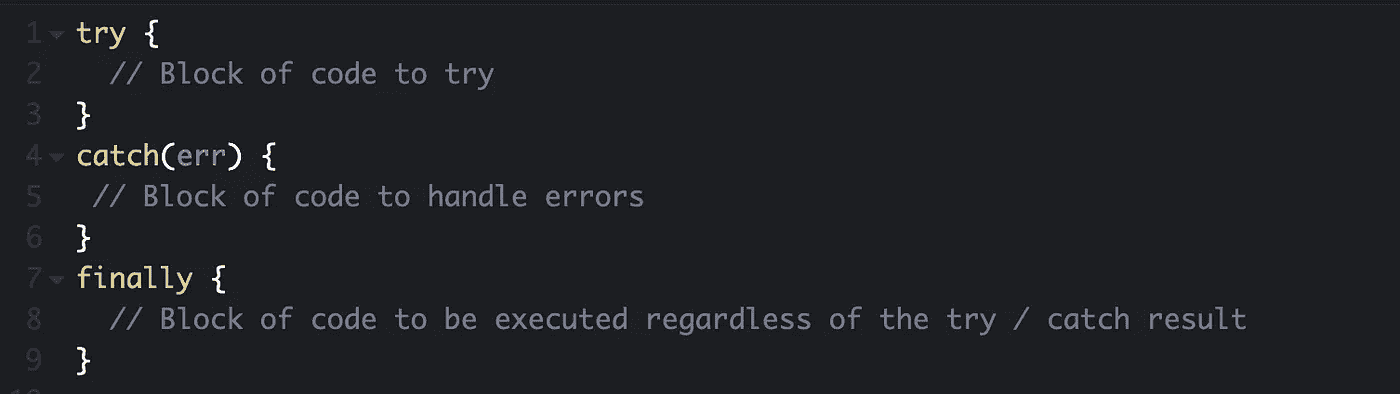 1 try {
2 // Block of code to try
3 }
4 catch(err) {
5 // Block of code to handle errors
6 }
7 finally {
8 // Block of code to be executed regardless of the try / catch result
9 }
10